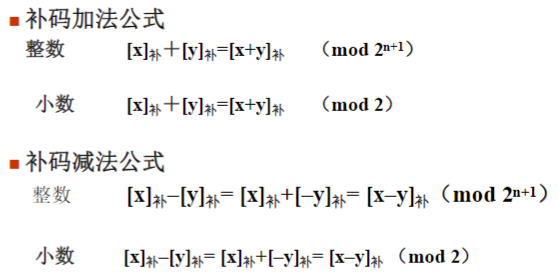 ■ 补码加法公式
整数 [x]补＋[y]补=[x+y]补 （mod 2ⁿ⁺¹）
小数 [x]补＋[y]补=[x+y]补 （mod 2）
■ 补码减法公式
整数 [x]补–[y]补= [x]补+[–y]补= [x–y]补（mod 2ⁿ⁺¹）
小数 [x]补–[y]补= [x]补+[–y]补= [x–y]补 （mod 2）